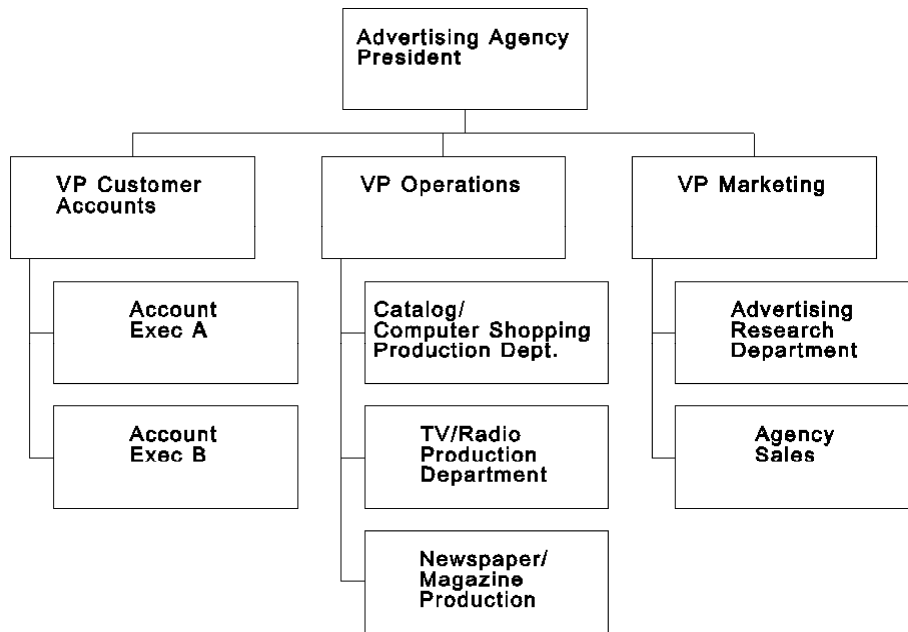 Advertising Agency
President
VP Customer
Accounts
VP Operations
VP Marketing
Account
Exec A
Catalog/
Computer Shopping
Production Dept.
Advertising
Research
Department
Account
Exec B
TV/Radio
Production
Department
Agency
Sales
Newspaper/
Magazine
Production